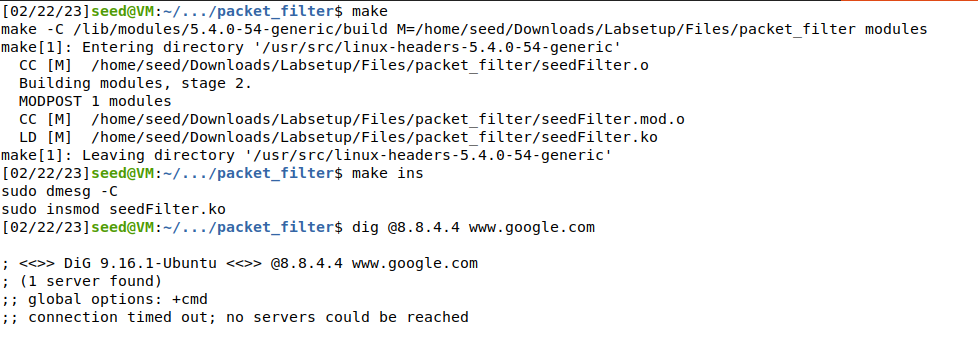 [02/22/23]seed@VM:~/.../packet_filter$ make
make -C /lib/modules/5.4.0-54-generic/build M=/home/seed/Downloads/Labsetup/Files/packet_filter modules
make[1]: Entering directory '/usr/src/linux-headers-5.4.0-54-generic'
  CC [M]  /home/seed/Downloads/Labsetup/Files/packet_filter/seedFilter.o
  Building modules, stage 2.
  MODPOST 1 modules
  CC [M]  /home/seed/Downloads/Labsetup/Files/packet_filter/seedFilter.mod.o
  LD [M]  /home/seed/Downloads/Labsetup/Files/packet_filter/seedFilter.ko
make[1]: Leaving directory '/usr/src/linux-headers-5.4.0-54-generic'
[02/22/23]seed@VM:~/.../packet_filter$ make ins
sudo dmesg -C
sudo insmod seedFilter.ko
[02/22/23]seed@VM:~/.../packet_filter$ dig @8.8.4.4 www.google.com
; <<>> DiG 9.16.1-Ubuntu <<>> @8.8.4.4 www.google.com
; (1 server found)
;; global options: +cmd
;; connection timed out; no servers could be reached